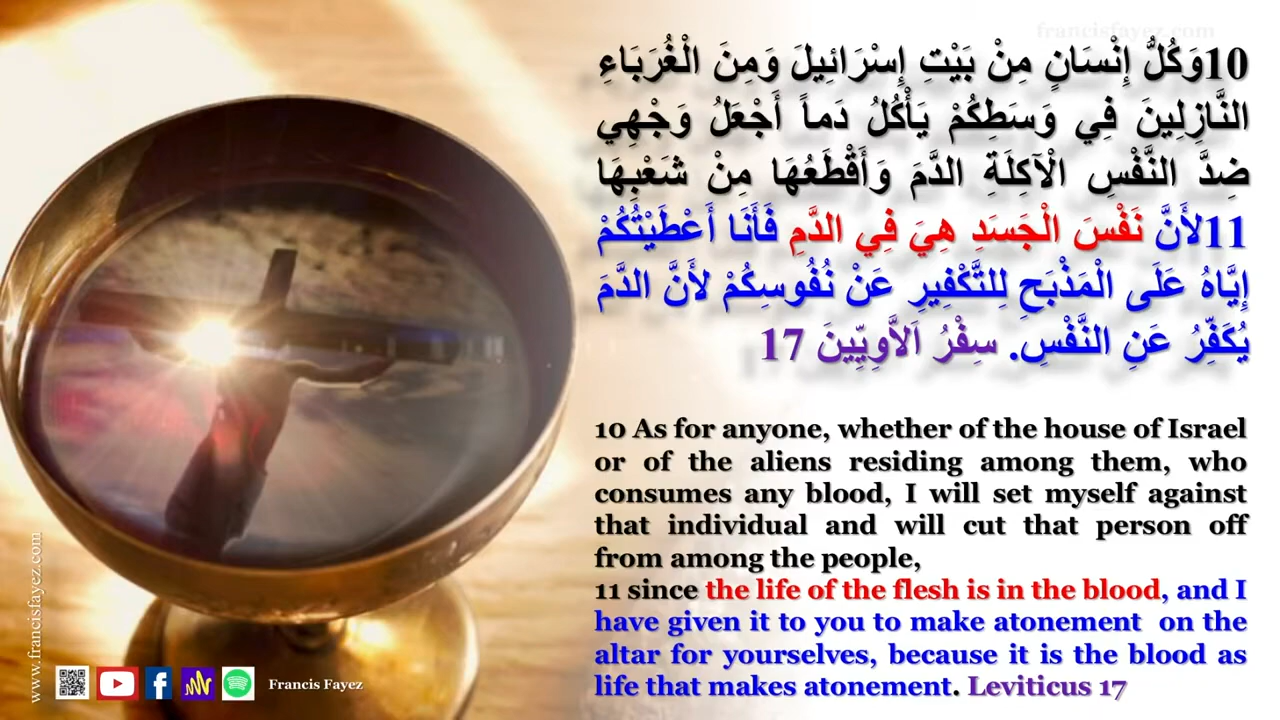 francisfayez.com
10وَكُلُّ إِنْسَانٍ مِنْ بَيْتِ إِسْرَائِيلَ وَمِنَ الْغُرَبَاءِ
النَّازِلِينَ فِي وَسَطِكُمْ يَأْكُلُ دَماً أَجْعَلُ وَجْهِي
ضِدَّ النَّفْسِ الْآكِلَةِ الدَّمَ وَأَقْطَعُهَا مِنْ شَعْبِهَا
11لأَنَّ نَفْسَ الْجَسَدِ هِيَ فِي الدَّمِ فَأَنَا أَعْطَيْتُكُمْ
إِيَّاهُ عَلَى الْمَذْبَحِ لِلتَّكْفِيرِ عَنْ نُفُوسِكُمْ لأَنَّ الدَّمَ
يُكَفِّرُ عَنِ النَّفْسِ. سِفْرُ اَللاَّوِيِّينَ 17
10 As for anyone, whether of the house of Israel
or of the aliens residing among them, who
consumes any blood, I will set myself against
that individual and will cut that person off
from among the people,
11 since the life of the flesh is in the blood, and I
have given it to you to make atonement on the
altar for yourselves, because it is the blood as
life that makes atonement. Leviticus 17
www.francisfayez.com
Francis Fayez